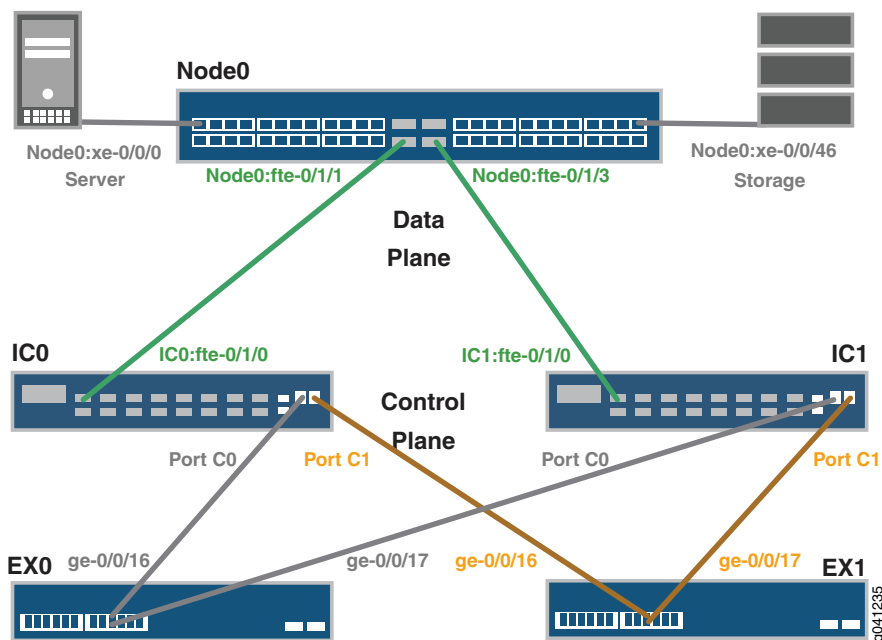 Node0
Node0:xe-0/0/0
Server
Node0:fte-0/1/1
Node0:fte-0/1/3
Node0:xe-0/0/46
Storage
Data
Plane
IC0
IC0:fte-0/1/0
IC1:fte-0/1/0
IC1
Control
Plane
Port C0
Port C1
Port C0
Port C1
EX0
ge-0/0/16
ge-0/0/17
ge-0/0/16
ge-0/0/17
EX1
g041235